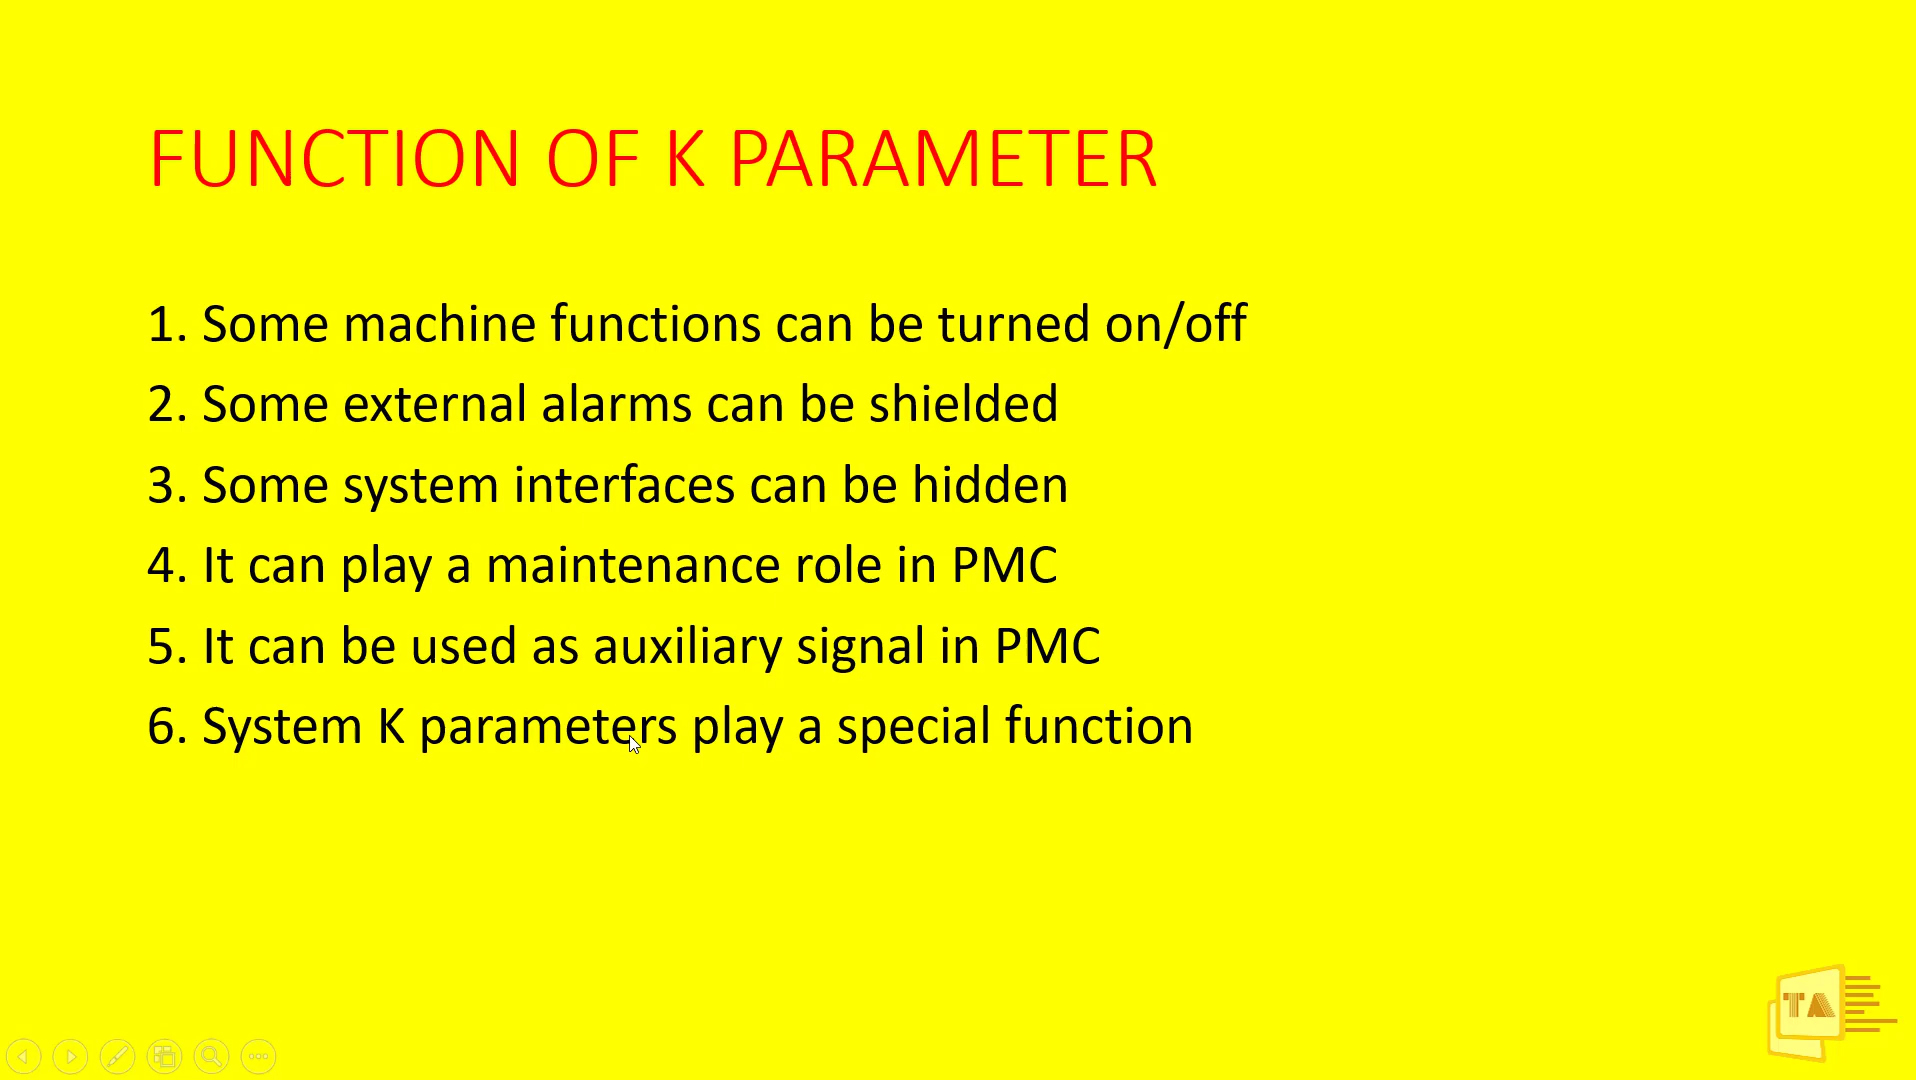 FUNCTION OF K PARAMETER
1. Some machine functions can be turned on/off
2. Some external alarms can be shielded
3. Some system interfaces can be hidden
4. It can play a maintenance role in PMC
5. It can be used as auxiliary signal in PMC
6. System K parameters play a special function
TA